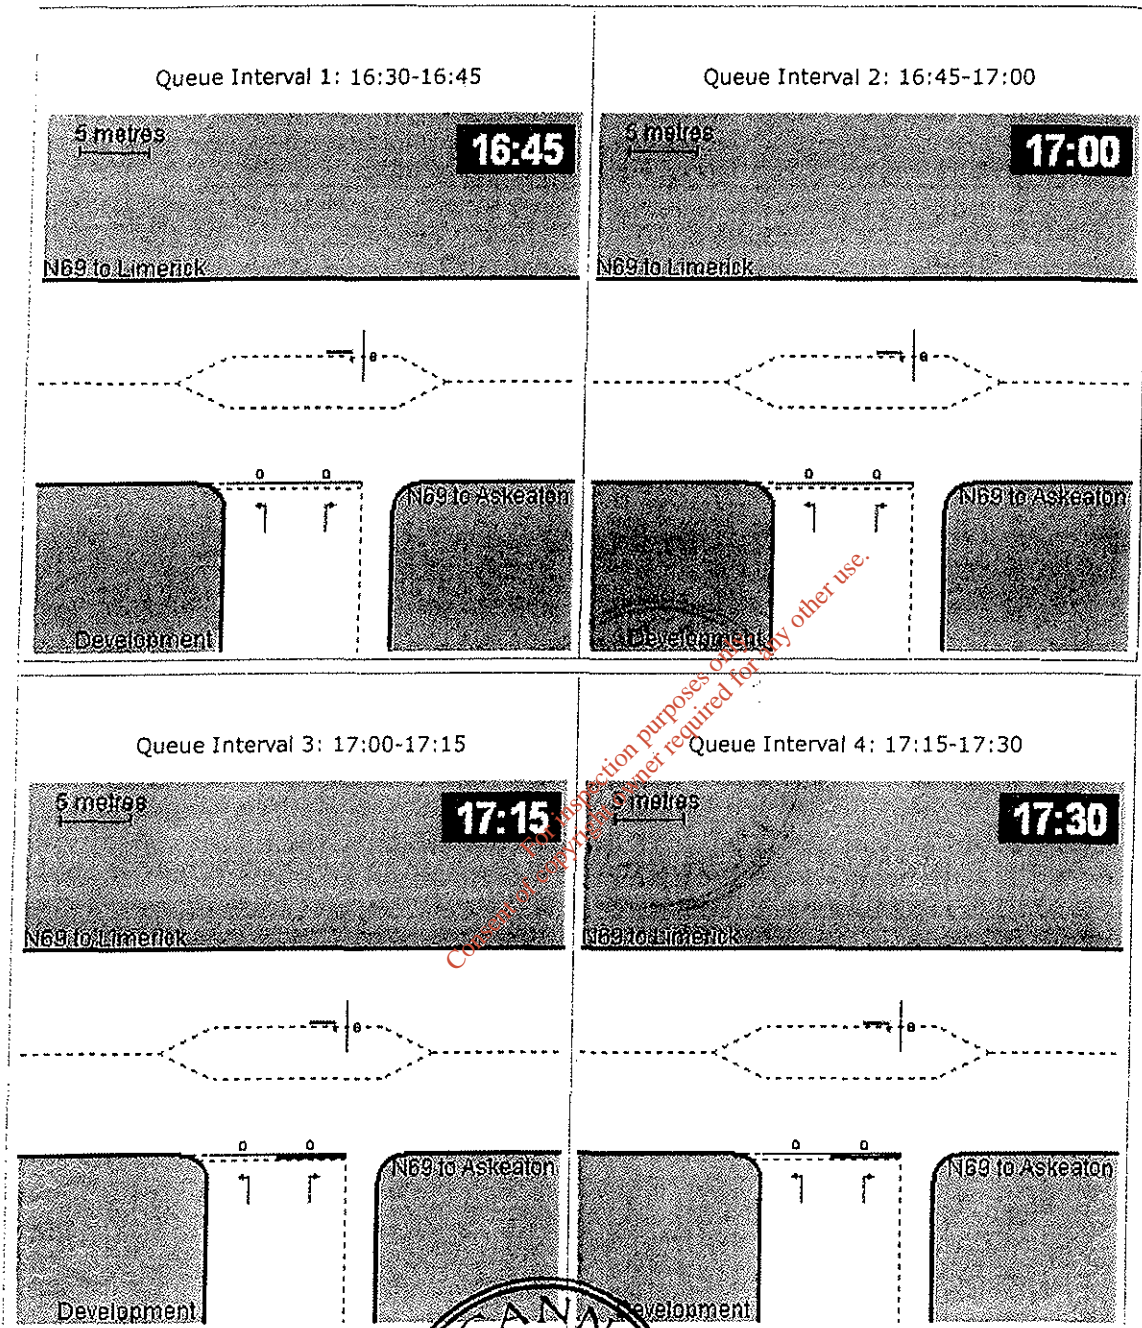 Queue Interval 1: 16:30-16:45
5 metres
16:45
N69 to Limerick
0
0 0
N69 to Askeaton
Development
Queue Interval 2: 16:45-17:00
5 metres
17:00
N69 to Limerick
0
0 0
N69 to Askeaton
Development
Queue Interval 3: 17:00-17:15
5 metres
17:15
N69 to Limerick
0
0 0
N69 to Askeaton
Development
Queue Interval 4: 17:15-17:30
5 metres
17:30
N69 to Limerick
0
0 0
N69 to Askeaton
Development
For inspection purposes only.
Consent of copyright owner required for any other use.